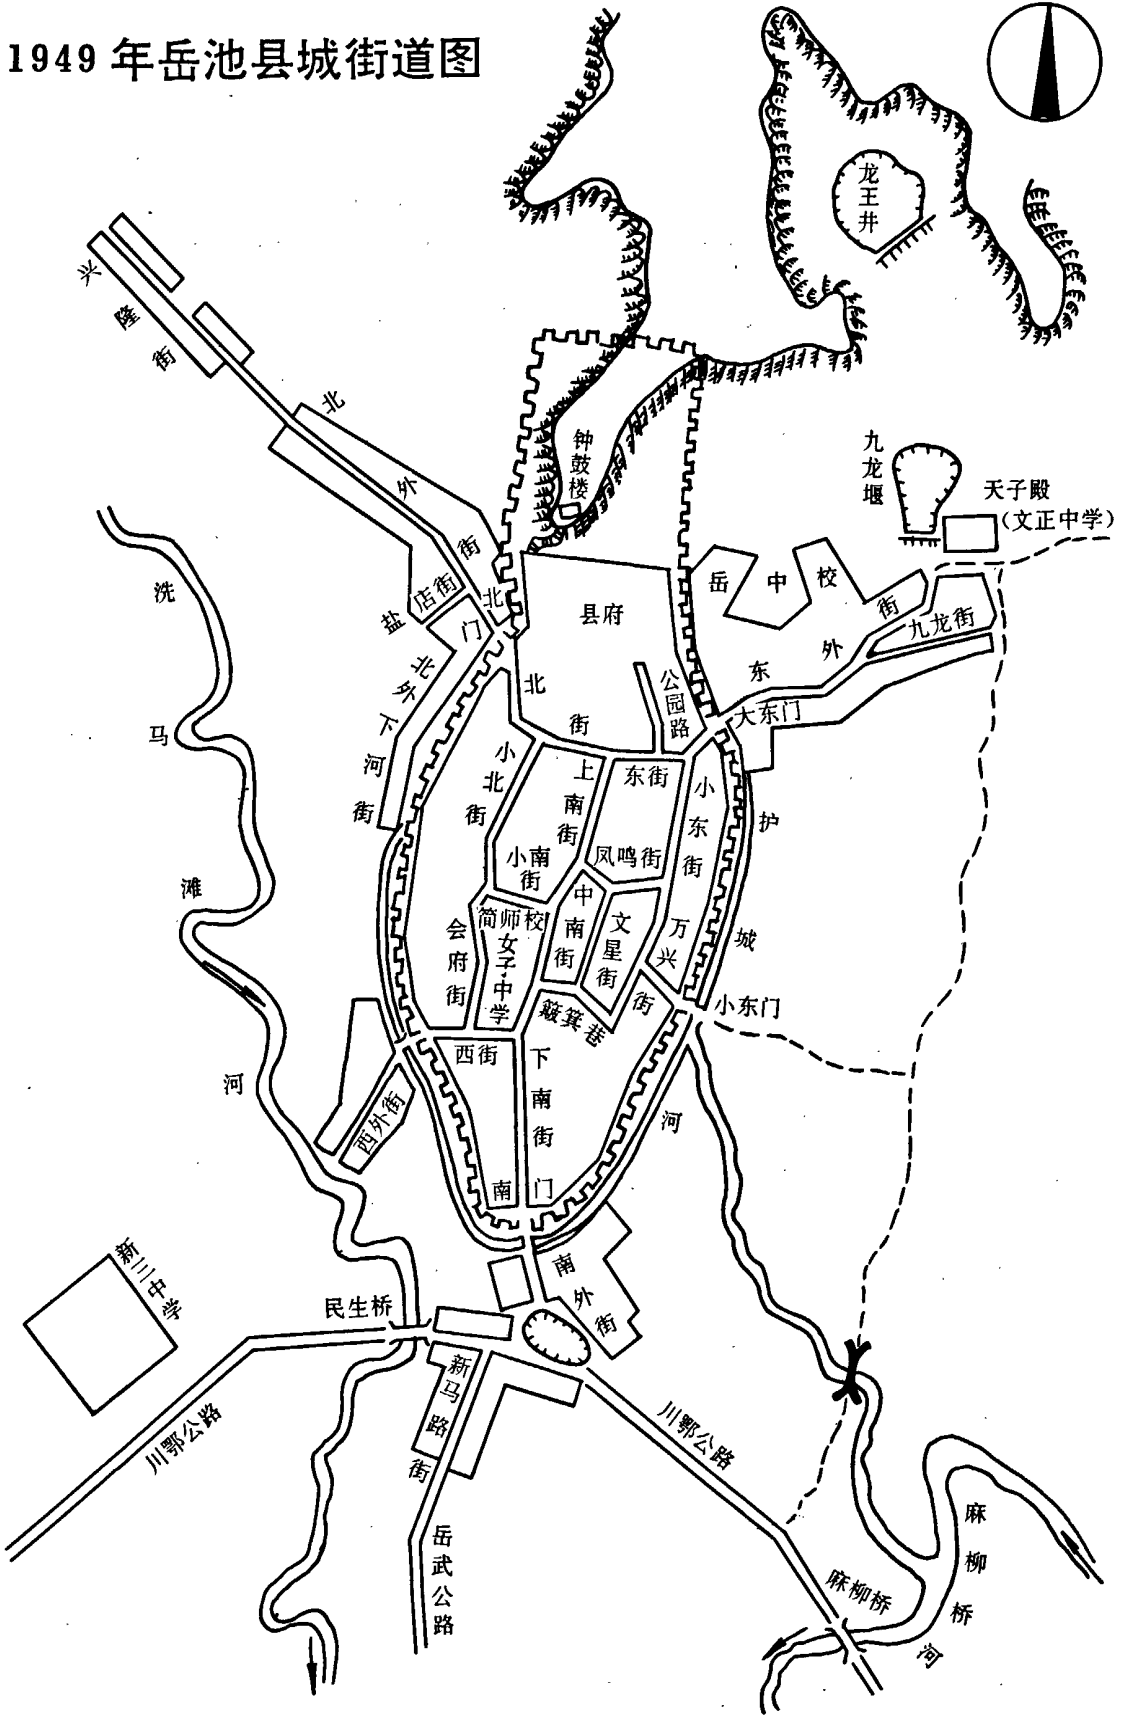 1949年岳池县城街道图
龙王井
兴隆街
北外街
钟鼓楼
九龙堰
天子殿
（文正中学）
洗马滩河
盐店街
北门
县府
岳中校
东外街
九龙街
北外下河街
北街
公园路
大东门
小北街
上南街
东街
小东街
护城河
小南街
凤鸣街
中南街
文星街
万兴街
会府街
简师校
女子中学
簸箕巷
小东门
西街
下南街
西外街
南门
南外街
新三中学
民生桥
新马路街
川鄂公路
川鄂公路
岳武公路
麻柳桥
麻柳桥河